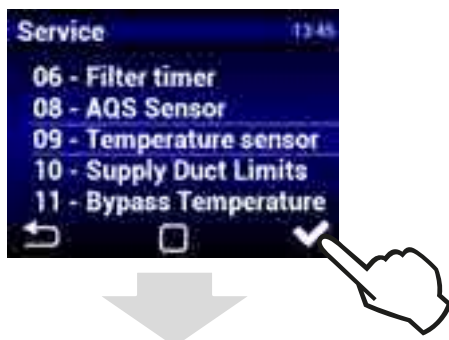 Service 13:45
06 - Filter timer
08 - AQS Sensor
09 - Temperature sensor
10 - Supply Duct Limits
11 - Bypass Temperature